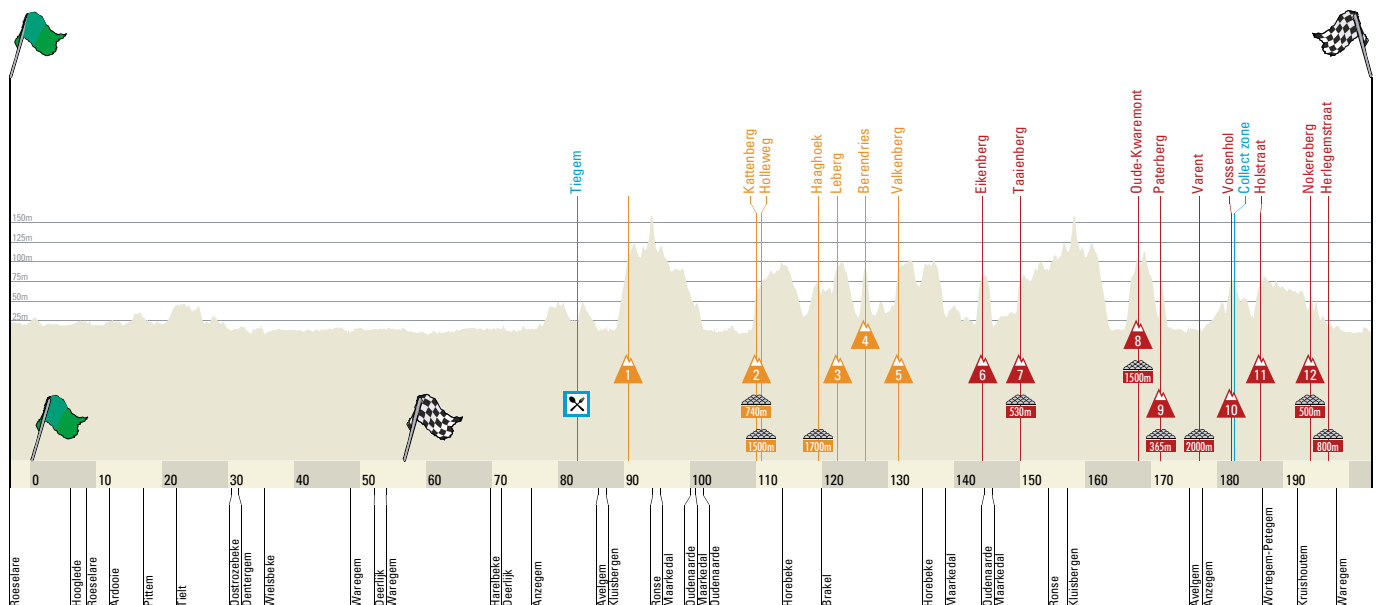 Tiegem
Kattenberg
Holleweg
Haaghoek
Leberg
Berendries
Valkenberg
Eikenberg
Taaienberg
Oude-Kwaremont
Paterberg
Varent
Vossenhol
Collect zone
Holstraat
Nokereberg
Herlegemstraat
150m
125m
100m
75m
50m
25m
4
8
1
2
3
5
6
7
11
12
1500m
9
10
740m
530m
500m
1500m
1700m
365m
2000m
800m
0 10 20 30 40 50 60 70 80 90 100 110 120 130 140 150 160 170 180 190
Roeselare
Hooglede
Roeselare
Ardooie
Pittem
Tielt
Oostrozebeke
Dentergem
Wielsbeke
Waregem
Deerlijk
Waregem
Harelbeke
Deerlijk
Anzegem
Avelgem
Kluisbergen
Ronse
Maarkedal
Oudenaarde
Maarkedal
Oudenaarde
Horebeke
Brakel
Horebeke
Maarkedal
Oudenaarde
Maarkedal
Ronse
Kluisbergen
Avelgem
Anzegem
Wortegem-Petegem
Kruishoutem
Waregem